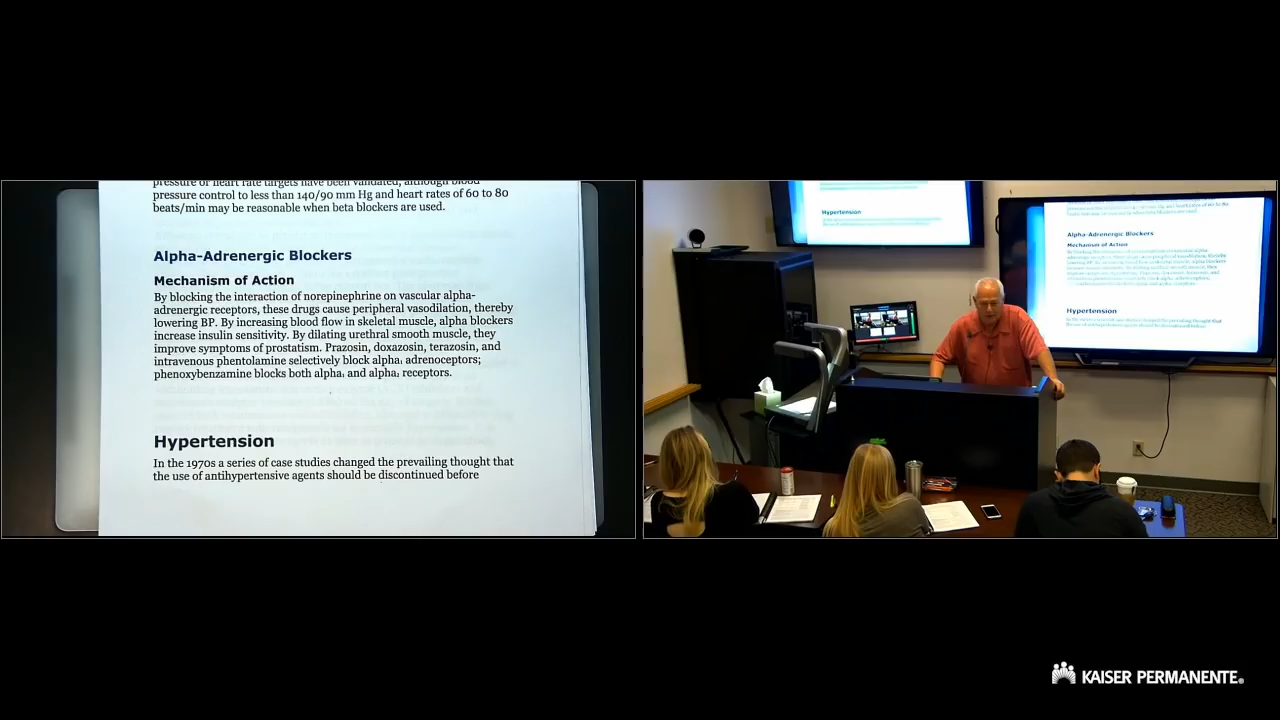 pressure or heart rate targets have been validated, although blood
pressure control to less than 140/90 mm Hg and heart rates of 60 to 80
beats/min may be reasonable when beta blockers are used.
Alpha-Adrenergic Blockers
Mechanism of Action
By blocking the interaction of norepinephrine on vascular alpha-
adrenergic receptors, these drugs cause peripheral vasodilation, thereby
lowering BP. By increasing blood flow in skeletal muscle, alpha blockers
increase insulin sensitivity. By dilating urethral smooth muscle, they
improve symptoms of prostatism. Prazosin, doxazosin, terazosin, and
intravenous phentolamine selectively block alpha₁ adrenoceptors;
phenoxybenzamine blocks both alpha₁ and alpha₂ receptors.
Hypertension
In the 1970s a series of case studies changed the prevailing thought that
the use of antihypertensive agents should be discontinued before
Hypertension
Alpha-Adrenergic Blockers
Mechanism of Action
Hypertension
KAISER PERMANENTE®